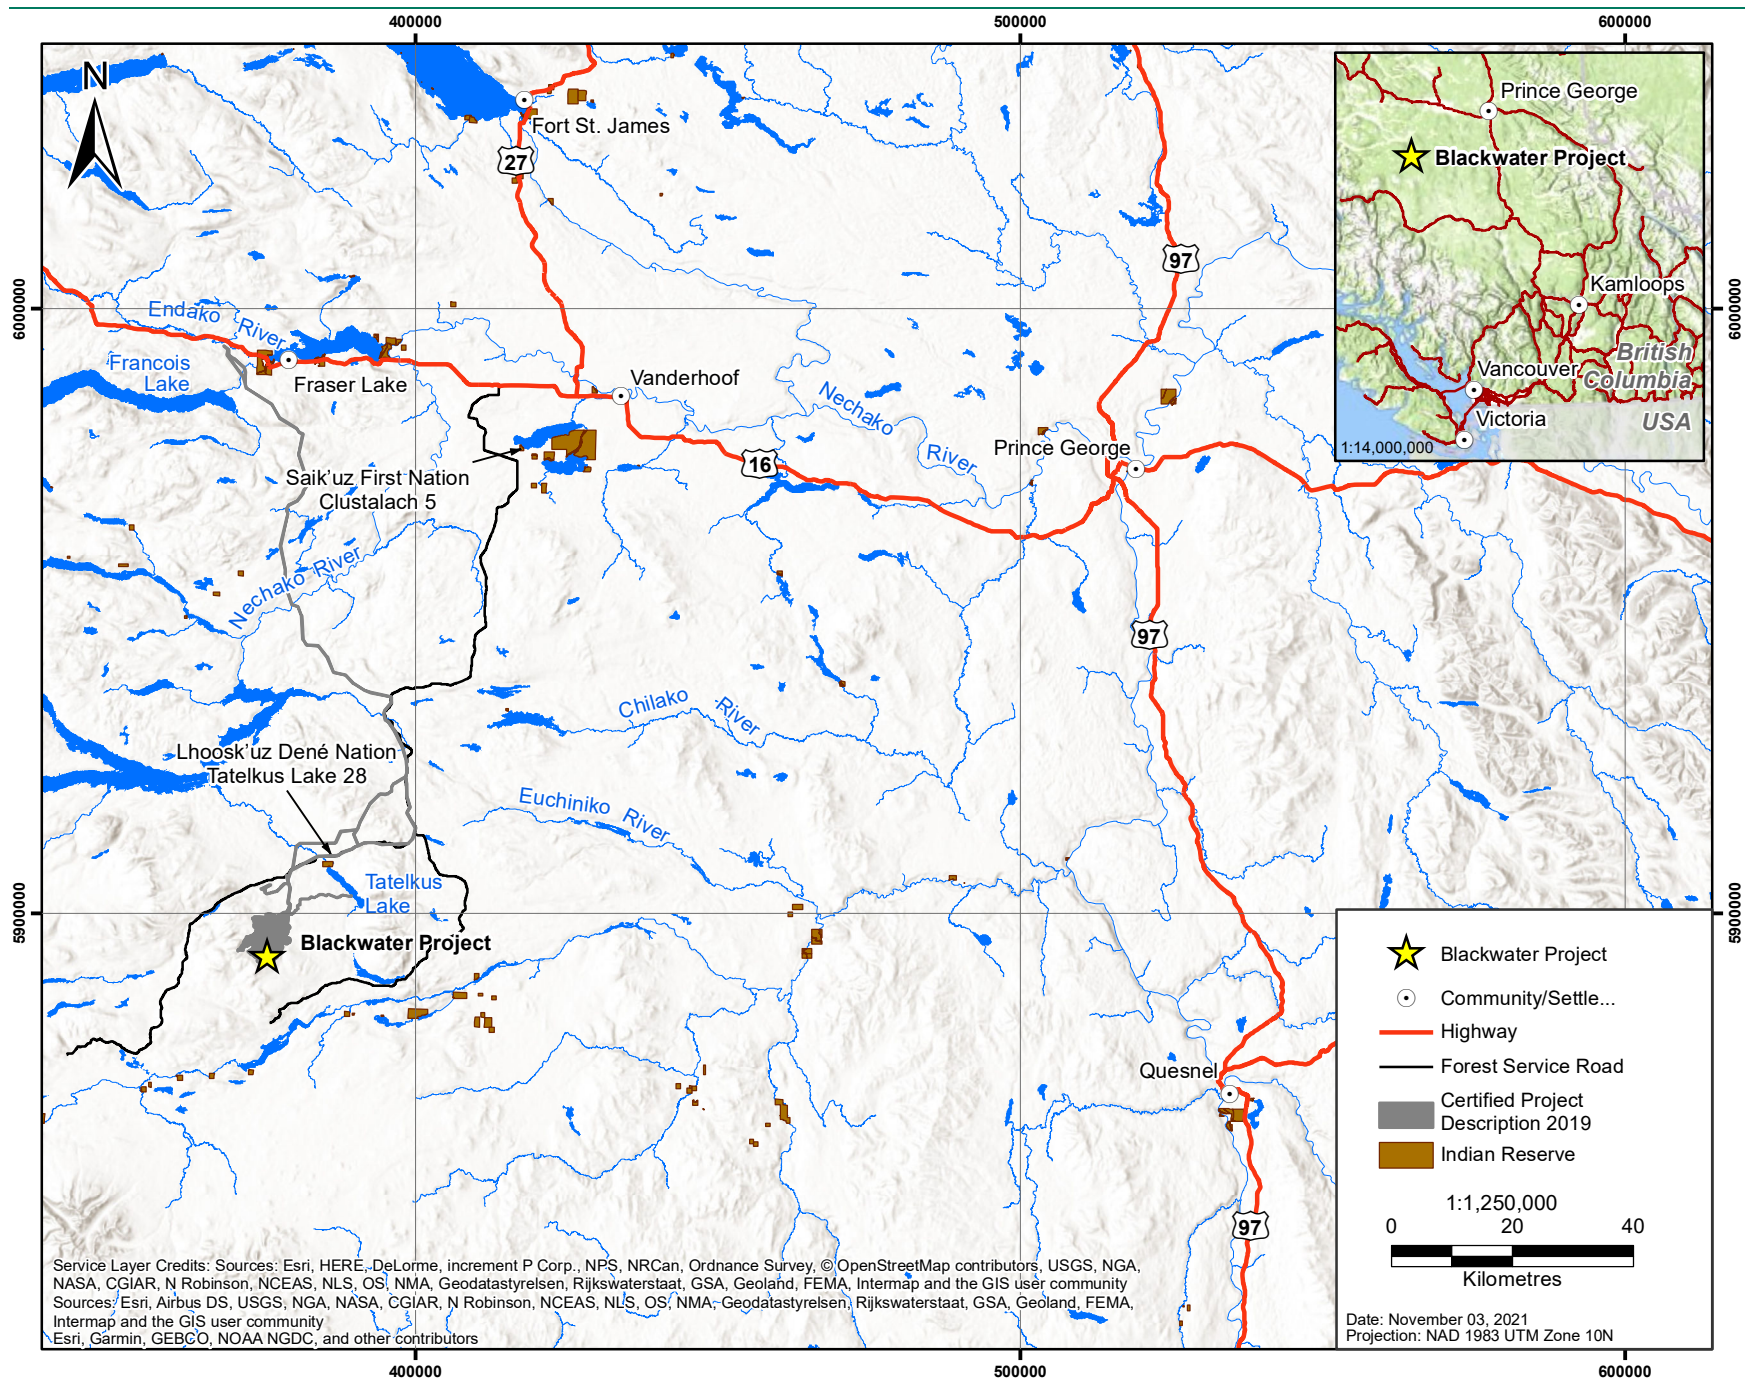 400000
500000
600000
N
Fort St. James
27
97
Prince George
Blackwater Project
Kamloops
British
Columbia
Vancouver
Victoria
USA
1:14,000,000
6000000
6000000
Endako River
Francois
Lake
Fraser Lake
Vanderhoof
Nechako River
Prince George
16
Saik'uz First Nation
Clustalach 5
Nechako River
97
Chilako River
Lhoosk'uz Dené Nation
Tatelkus Lake 28
Euchiniko River
Tatelkus
Lake
5900000
5900000
Blackwater Project
Quesnel
97
Blackwater Project
Community/Settle...
Highway
Forest Service Road
Certified Project
Description 2019
Indian Reserve
1:1,250,000
0 20 40
Kilometres
Date: November 03, 2021
Projection: NAD 1983 UTM Zone 10N
Service Layer Credits: Sources: Esri, HERE, DeLorme, increment P Corp., NPS, NRCan, Ordnance Survey, © OpenStreetMap contributors, USGS, NGA,
NASA, CGIAR, N Robinson, NCEAS, NLS, OS, NMA, Geodatastyrelsen, Rijkswaterstaat, GSA, Geoland, FEMA, Intermap and the GIS user community
Sources: Esri, Airbus DS, USGS, NGA, NASA, CGIAR, N Robinson, NCEAS, NLS, OS, NMA, Geodatastyrelsen, Rijkswaterstaat, GSA, Geoland, FEMA,
Intermap and the GIS user community
Esri, Garmin, GEBCO, NOAA NGDC, and other contributors
400000
500000
600000